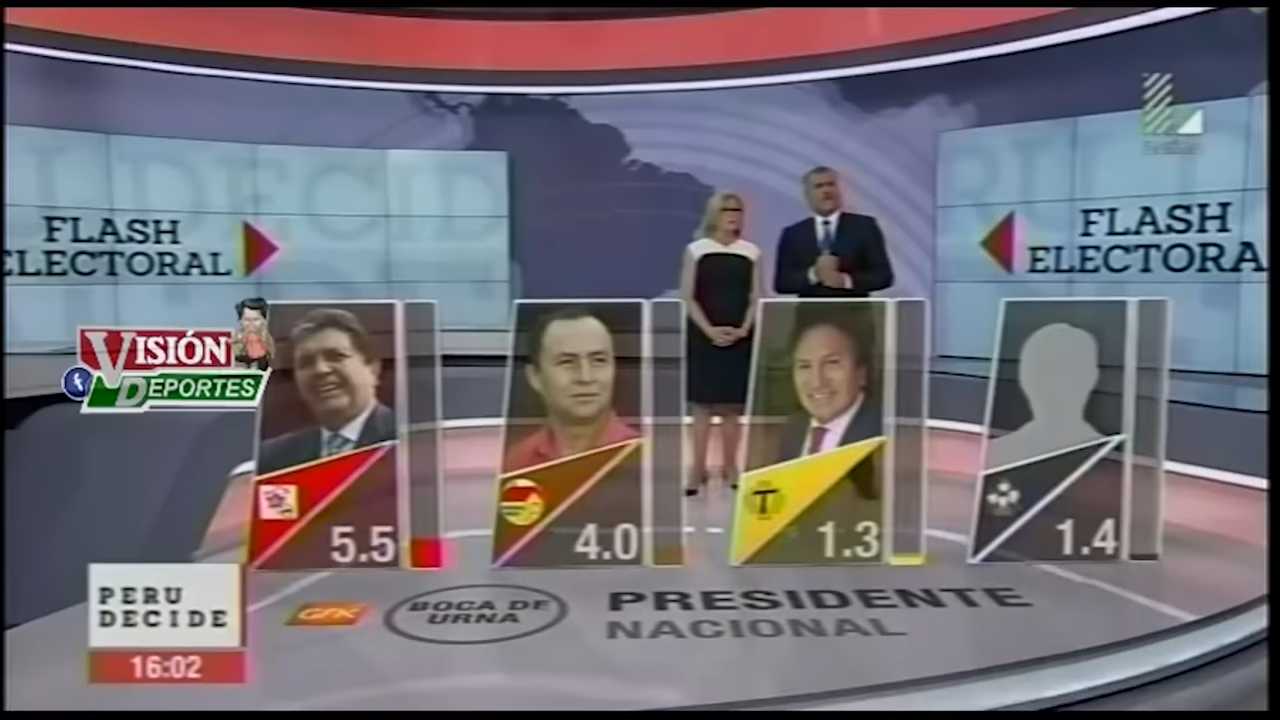 FLASH
ELECTORAL
FLASH
ELECTORA
VISIÓN
DEPORTES
f
T
5.5
4.0
1.3
1.4
PERU
DECIDE
16:02
GFK
BOCA DE
URNA
PRESIDENTE
NACIONAL